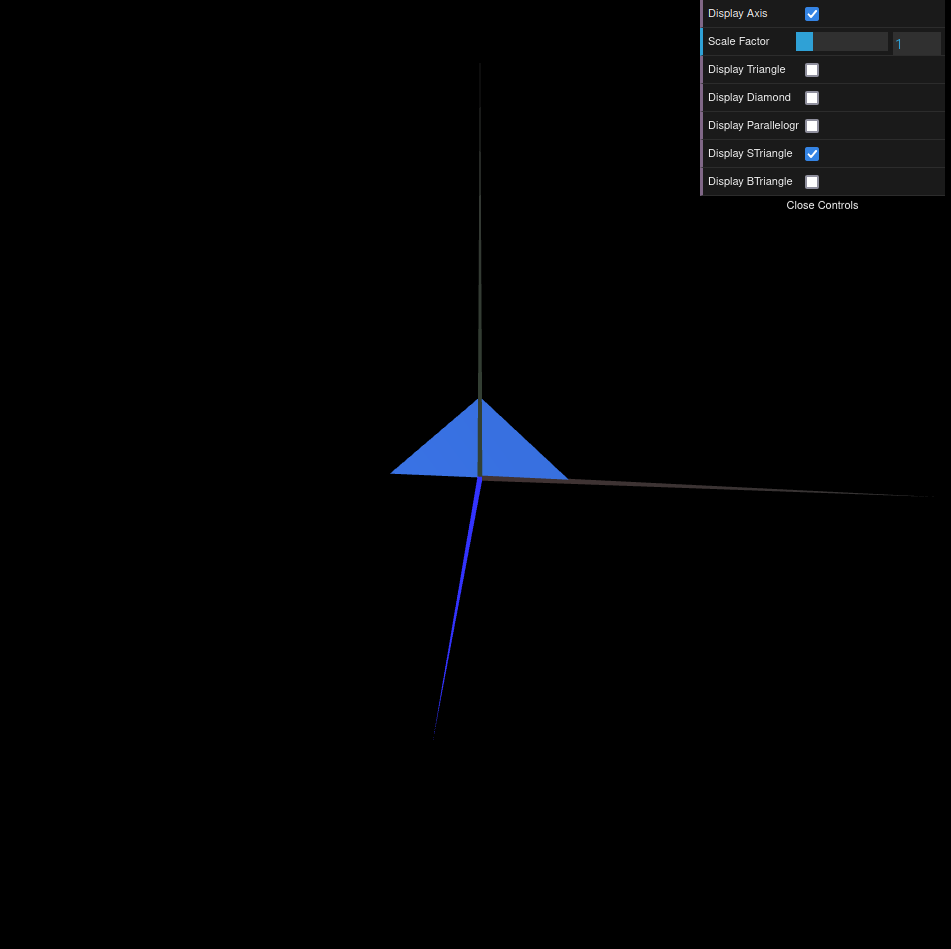 Display Axis
Scale Factor 1
Display Triangle
Display Diamond
Display Parallelogr
Display STriangle
Display BTriangle
Close Controls